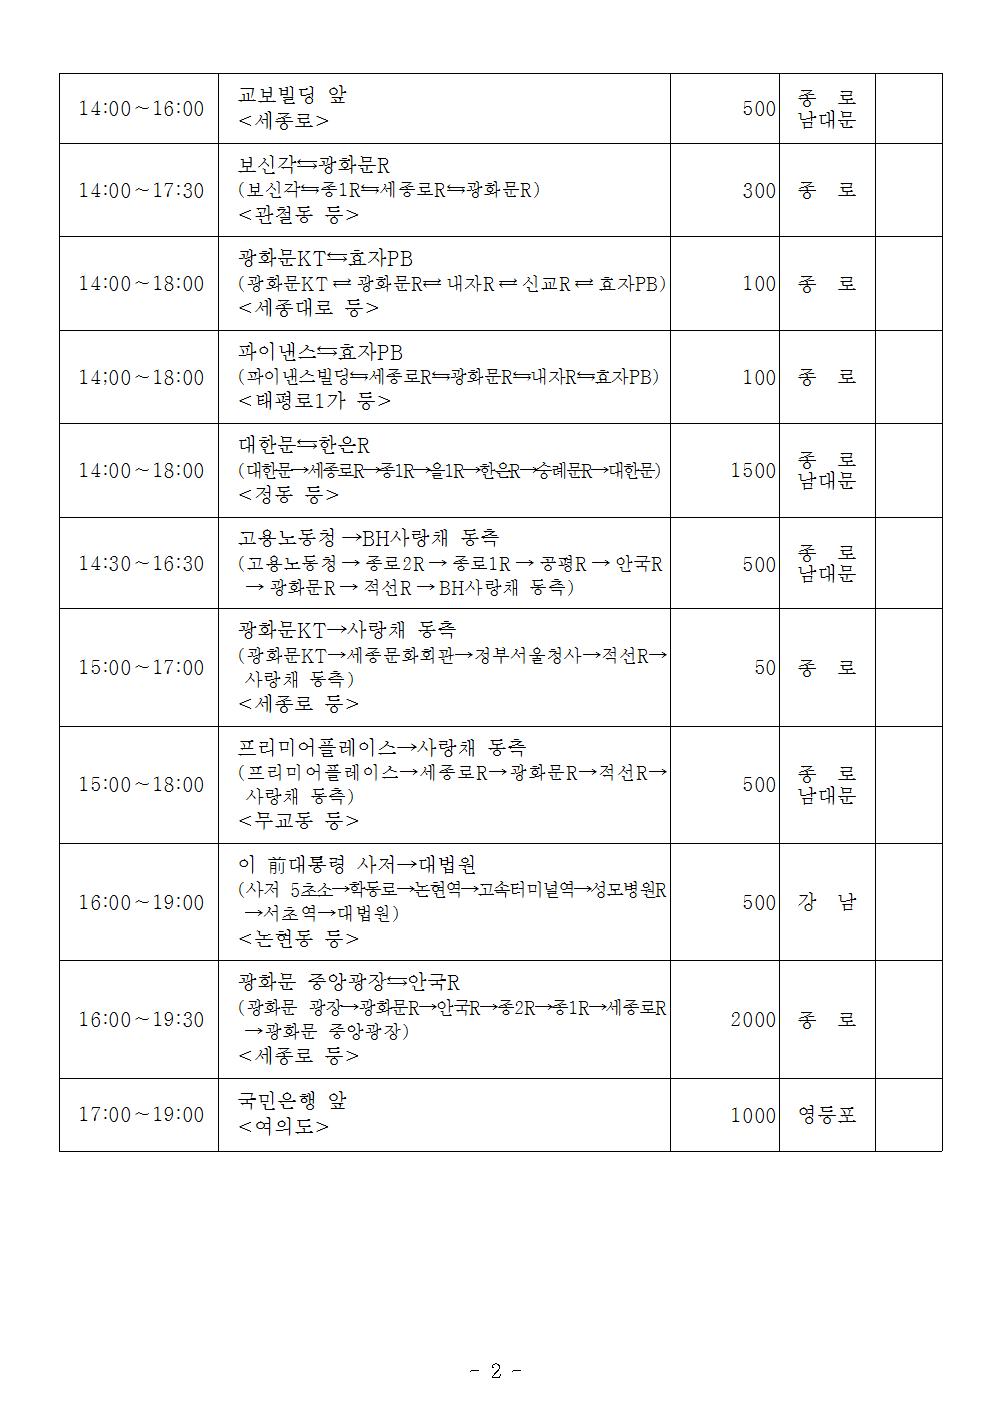 14:00~16:00
교보빌딩 앞
<세종로>
500
종 로
남대문
14:00~17:30
보신각⇆광화문R
(보신각⇆종1R⇆세종로R⇆광화문R)
<관철동 등>
300
종 로
14:00~18:00
광화문KT⇆효자PB
(광화문KT ⇄ 광화문R⇄ 내자R ⇄ 신교R ⇄ 효자PB)
<세종대로 등>
100
종 로
14;00~18:00
파이낸스⇆효자PB
(파이낸스빌딩⇆세종로R⇆광화문R⇆내자R⇆효자PB)
<태평로1가 등>
100
종 로
14:00~18:00
대한문⇆한은R
(대한문→세종로R→종1R→을1R→한은R→숭례문R→대한문)
<정동 등>
1500
종 로
남대문
14:30~16:30
고용노동청→BH사랑채 동측
(고용노동청 → 종로2R → 종로1R → 공평R → 안국R
→ 광화문R → 적선R → BH사랑채 동측)
500
종 로
남대문
15:00~17:00
광화문KT→사랑채 동측
(광화문KT→세종문화회관→정부서울청사→적선R→
사랑채 동측)
<세종로 등>
50
종 로
15:00~18:00
프리미어플레이스→사랑채 동측
(프리미어플레이스→세종로R→광화문R→적선R→
사랑채 동측)
<무교동 등>
500
종 로
남대문
16:00~19:00
이 前대통령 사저→대법원
(사저 5초소→학동로→논현역→고속터미널역→성모병원R
→서초역→대법원)
<논현동 등>
500
강 남
16:00~19:30
광화문 중앙광장⇆안국R
(광화문 광장→광화문R→안국R→종2R→종1R→세종로R
→광화문 중앙광장)
<세종로 등>
2000
종 로
17:00~19:00
국민은행 앞
<여의도>
1000
영등포
- 2 -